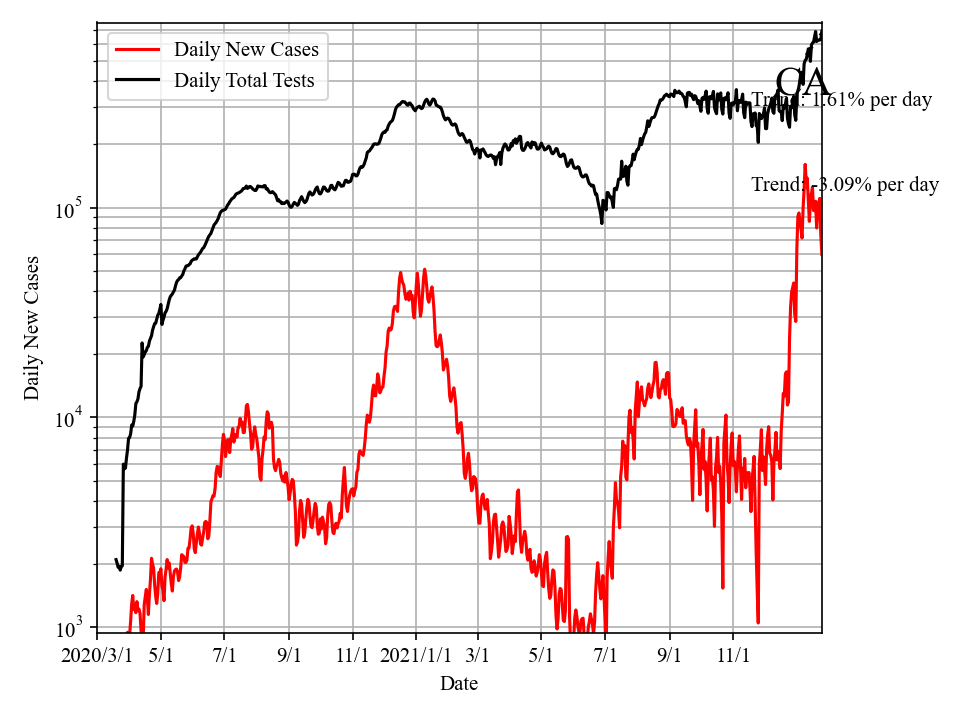 Daily New Cases
Daily Total Tests
CA
Trend: 1.61% per day
Trend: -3.09% per day
10^5
10^4
10^3
Daily New Cases
2020/3/1 5/1 7/1 9/1 11/1 2021/1/1 3/1 5/1 7/1 9/1 11/1
Date